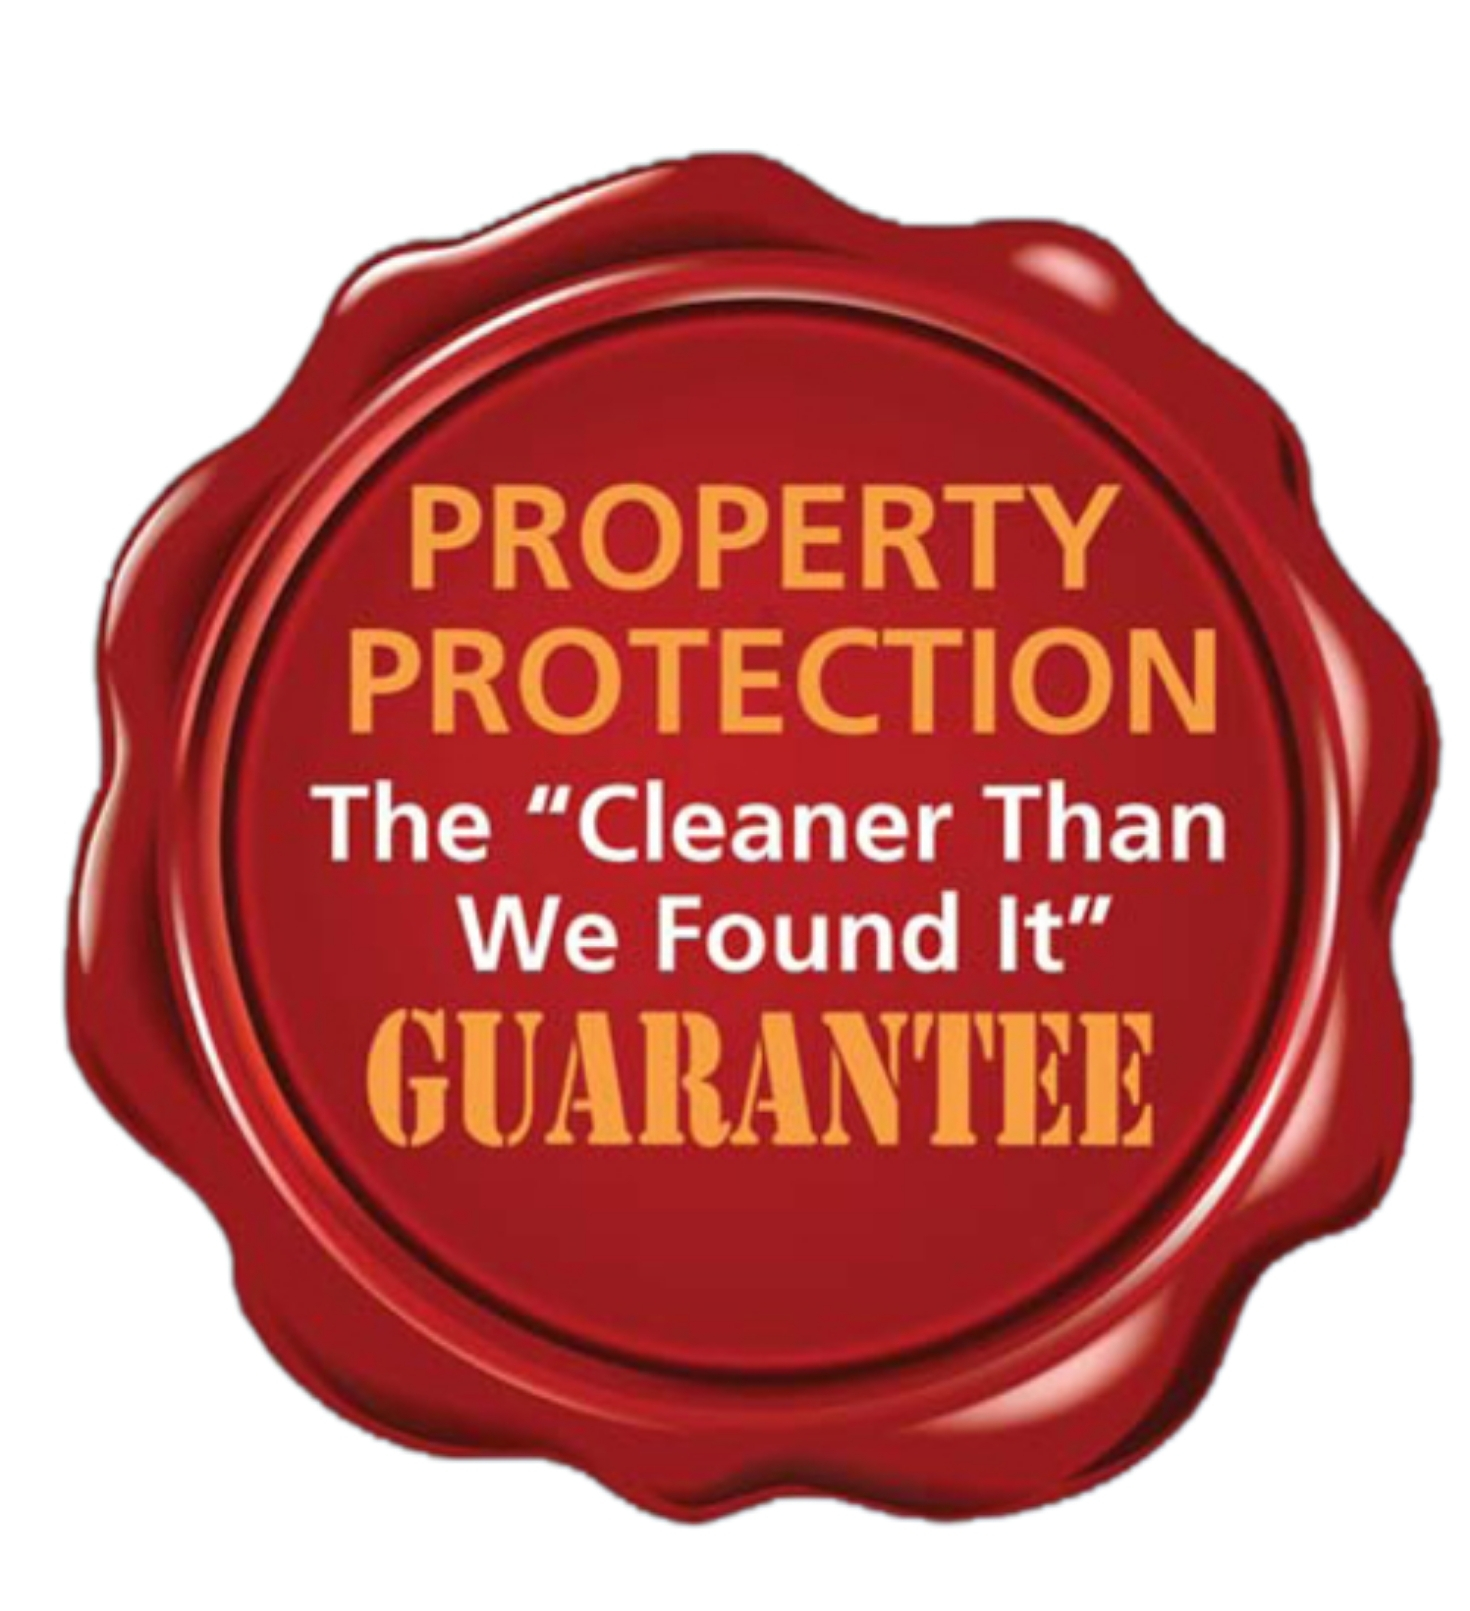 PROPERTY
PROTECTION
The “Cleaner Than
We Found It”
GUARANTEE